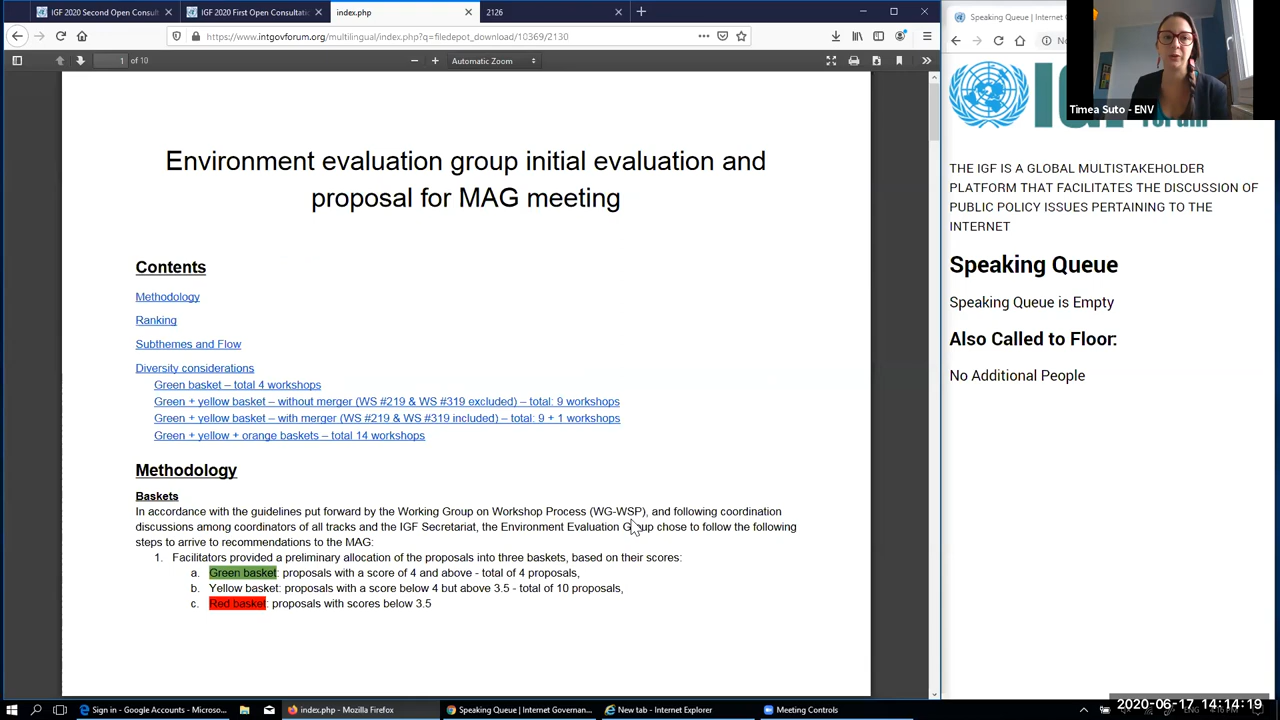 IGF 2020 Second Open Consult
IGF 2020 First Open Consultatio
index.php
2126
https://www.intgovforum.org/multilingual/index.php?q=filedepot_download/10369/2130
1 of 10
Automatic Zoom
Environment evaluation group initial evaluation and
proposal for MAG meeting
Contents
Methodology
Ranking
Subthemes and Flow
Diversity considerations
Green basket – total 4 workshops
Green + yellow basket – without merger (WS #219 & WS #319 excluded) – total: 9 workshops
Green + yellow basket – with merger (WS #219 & WS #319 included) – total: 9 + 1 workshops
Green + yellow + orange baskets – total 14 workshops
Methodology
Baskets
In accordance with the guidelines put forward by the Working Group on Workshop Process (WG-WSP), and following coordination
discussions among coordinators of all tracks and the IGF Secretariat, the Environment Evaluation Group chose to follow the following
steps to arrive to recommendations to the MAG:
1. Facilitators provided a preliminary allocation of the proposals into three baskets, based on their scores:
a. Green basket: proposals with a score of 4 and above - total of 4 proposals,
b. Yellow basket: proposals with a score below 4 but above 3.5 - total of 10 proposals,
c. Red basket: proposals with scores below 3.5
Speaking Queue | Internet G
Timea Suto - ENV
THE IGF IS A GLOBAL MULTISTAKEHOLDER
PLATFORM THAT FACILITATES THE DISCUSSION OF
PUBLIC POLICY ISSUES PERTAINING TO THE
INTERNET
Speaking Queue
Speaking Queue is Empty
Also Called to Floor:
No Additional People
Sign in - Google Accounts - Microso...
index.php - Mozilla Firefox
Speaking Queue | Internet Governan...
New tab - Internet Explorer
Meeting Controls
2020-06-17 14:14:19